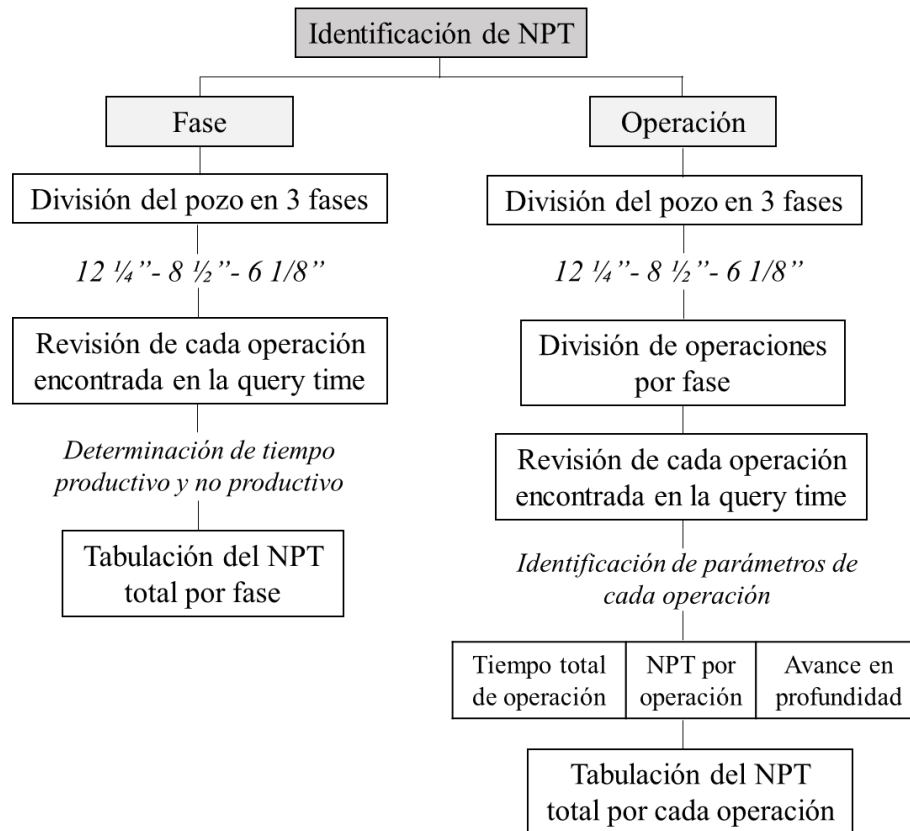 Identificación de NPT
Fase
División del pozo en 3 fases
12 ¼”- 8 ½”- 6 1/8”
Revisión de cada operación
encontrada en la query time
Determinación de tiempo
productivo y no productivo
Tabulación del NPT
total por fase
Operación
División del pozo en 3 fases
12 ¼”- 8 ½”- 6 1/8”
División de operaciones
por fase
Revisión de cada operación
encontrada en la query time
Identificación de parámetros de
cada operación
Tiempo total
de operación
NPT por
operación
Avance en
profundidad
Tabulación del NPT
total por cada operación